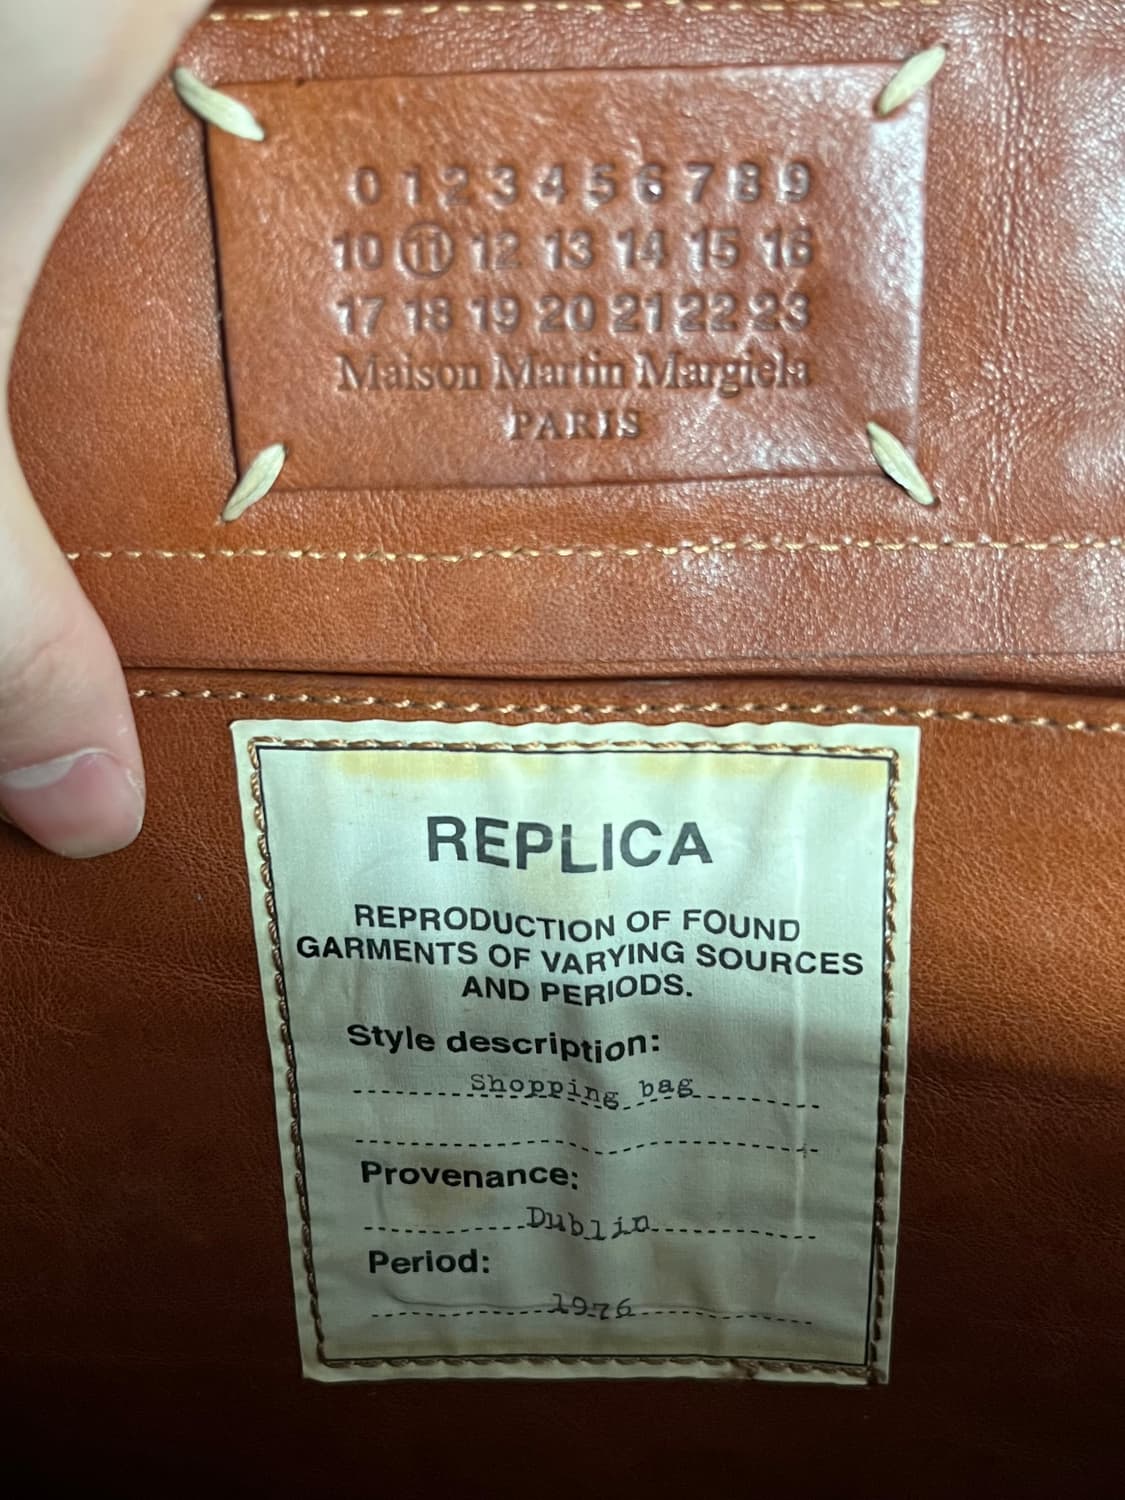 0 1 2 3 4 5 6 7 8 9
10 11 12 13 14 15 16
17 18 19 20 21 22 23
Maison Martin Margiela
PARIS
REPLICA
REPRODUCTION OF FOUND
GARMENTS OF VARYING SOURCES
AND PERIODS.
Style description:
Shopping bag
Provenance:
Dublin
Period:
1976